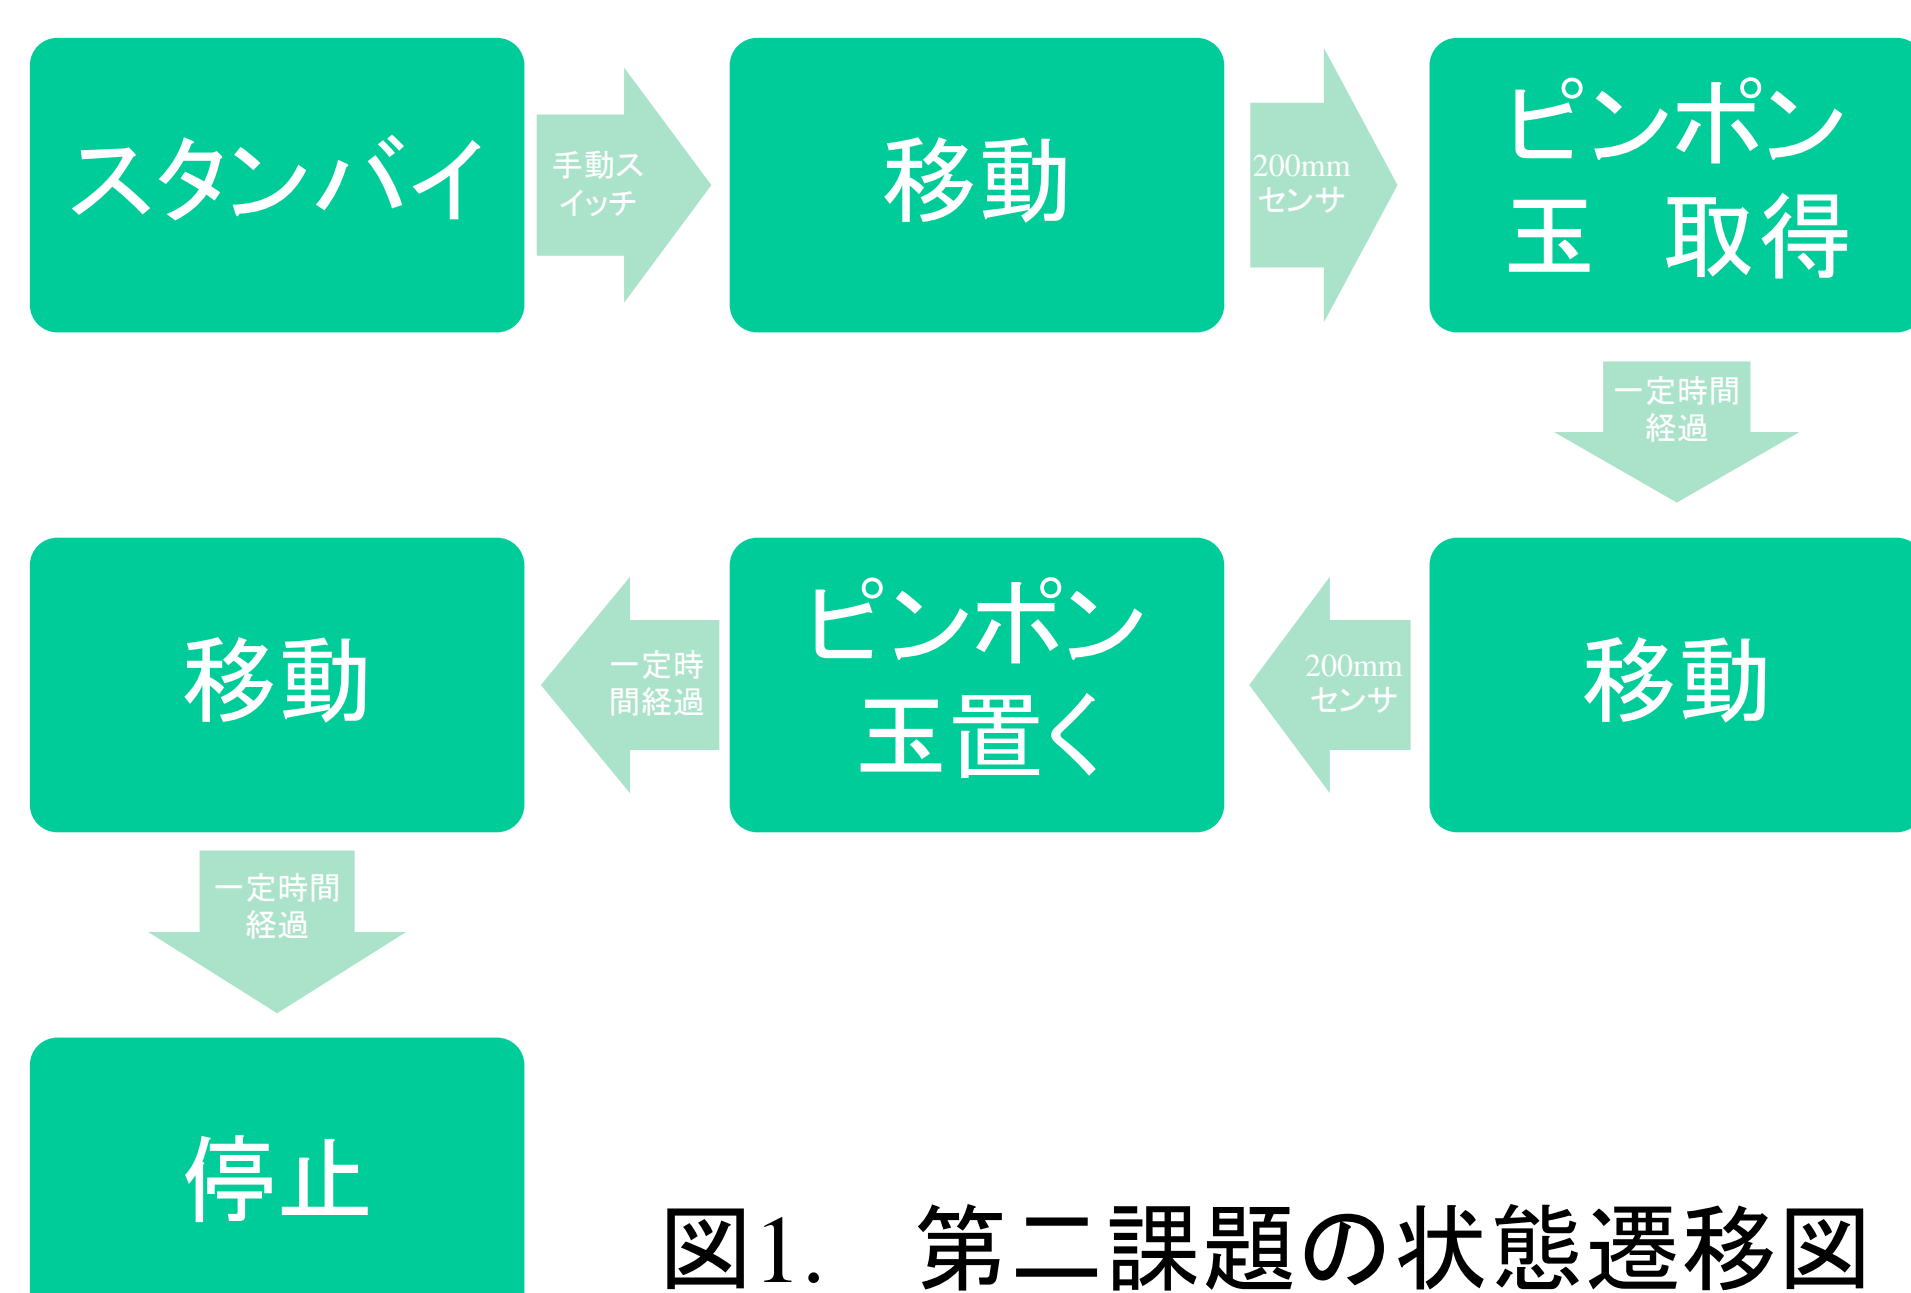 スタンバイ
手動ス
イッチ
移動
200mm
センサ
ピンポン
玉　取得
一定時間
経過
移動
200mm
センサ
ピンポン
玉置く
一定時
間経過
移動
一定時間
経過
停止
図1.　第二課題の状態遷移図